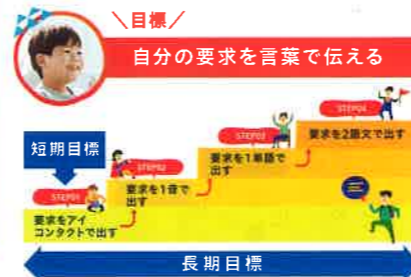 ＼目標／
自分の要求を言葉で伝える
短期目標
STEP01
要求をアイ
コンタクトで出す
STEP02
要求を1音で
出す
STEP03
要求を1単語で
出す
STEP04
要求を2語文で出す
長期目標